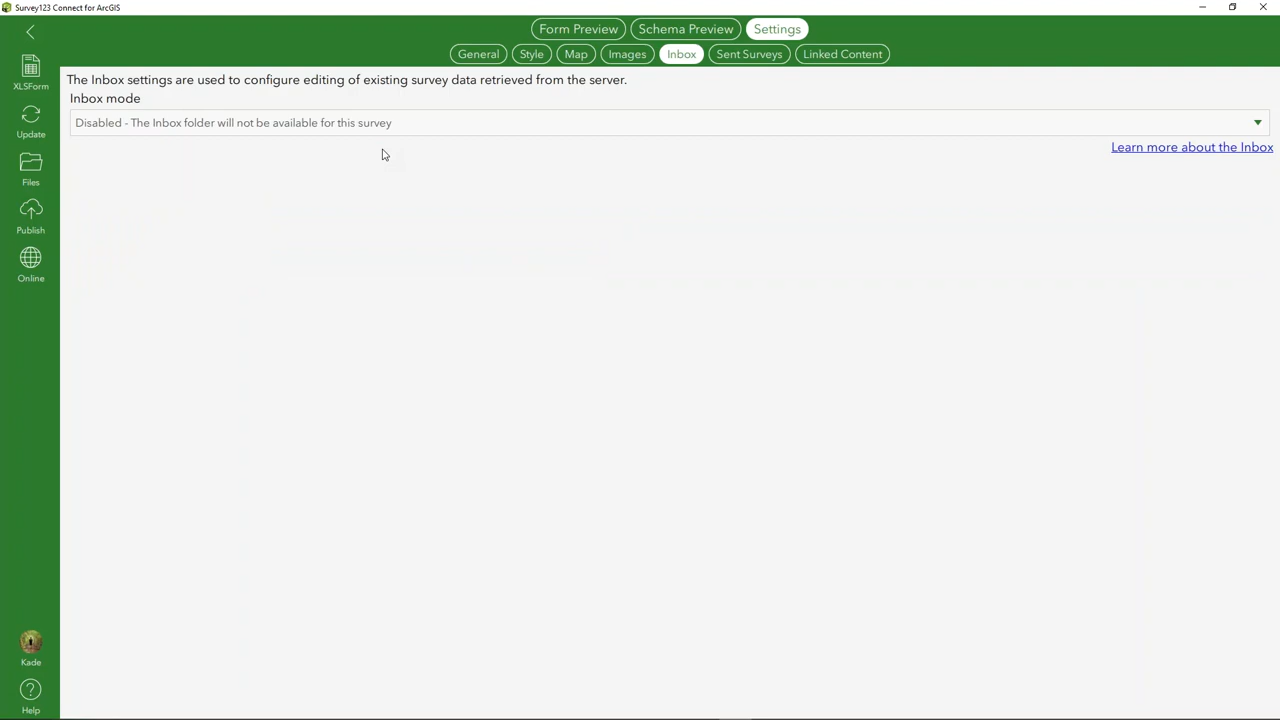 Survey123 Connect for ArcGIS
Form Preview Schema Preview Settings
General Style Map Images Inbox Sent Surveys Linked Content
XLSForm
Update
Files
Publish
Online
Kade
Help
The Inbox settings are used to configure editing of existing survey data retrieved from the server.
Inbox mode
Disabled - The Inbox folder will not be available for this survey
Learn more about the Inbox